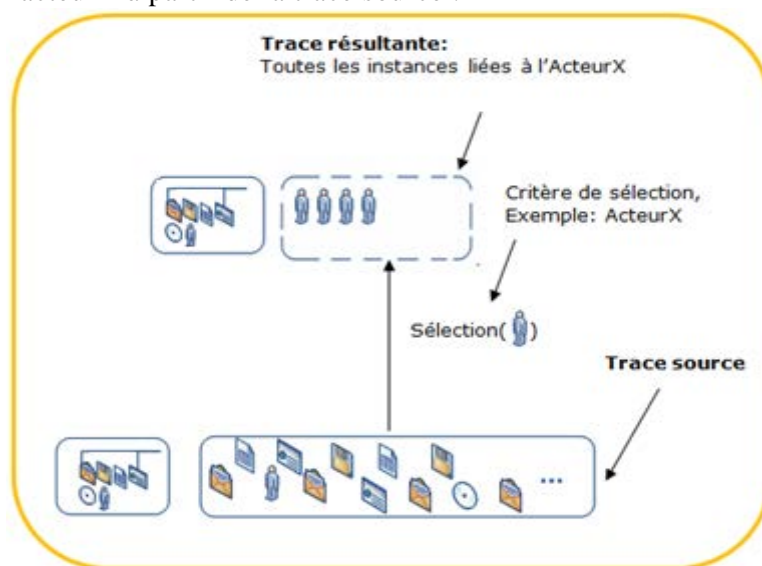 Trace résultante:
Toutes les instances liées à l'ActeurX
Critère de sélection,
Exemple: ActeurX
Sélection( )
Trace source
...